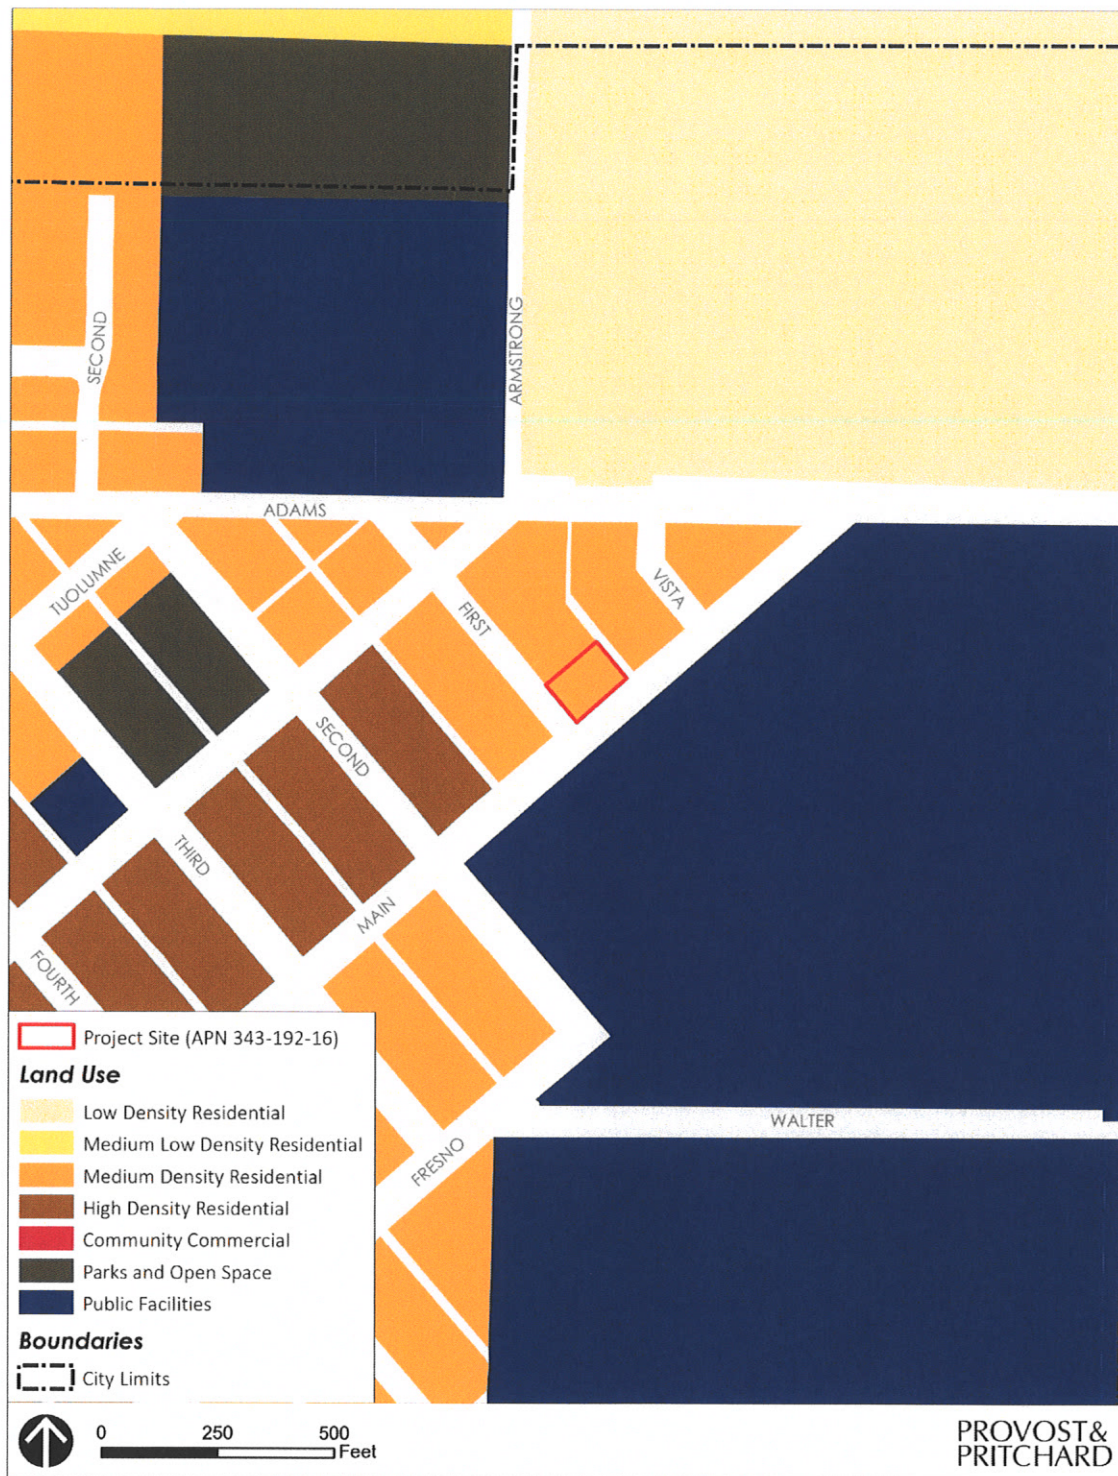 SECOND
ARMSTRONG
ADAMS
TUOLUMNE
FIRST
VISTA
SECOND
THIRD
MAIN
FOURTH
FRESNO
WALTER
Project Site (APN 343-192-16)
Land Use
Low Density Residential
Medium Low Density Residential
Medium Density Residential
High Density Residential
Community Commercial
Parks and Open Space
Public Facilities
Boundaries
City Limits
0 250 500
Feet
PROVOST&
PRITCHARD